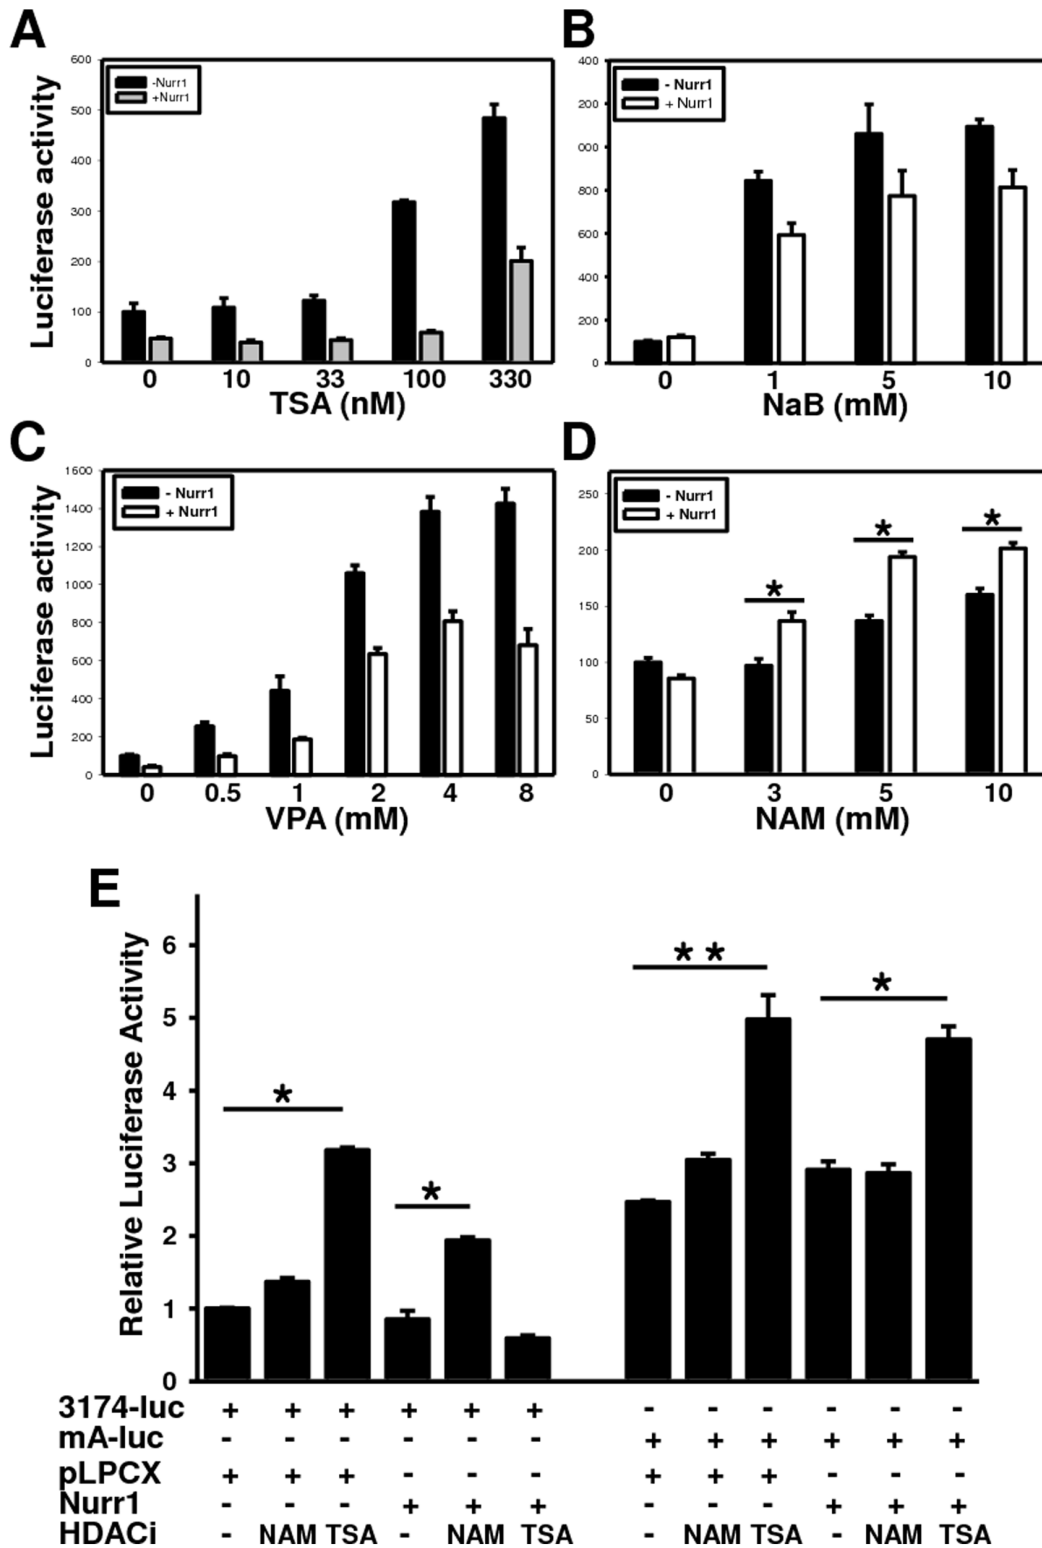 A
Luciferase activity
600
500
400
300
200
100
0
-Nurr1
+Nurr1
0 10 33 100 330
TSA (nM)
B
400
200
000
800
600
400
200
0
- Nurr1
+ Nurr1
0 1 5 10
NaB (mM)
C
Luciferase activity
1600
1400
1200
1000
800
600
400
200
0
- Nurr1
+ Nurr1
0 0.5 1 2 4 8
VPA (mM)
D
250
200
150
100
50
0
- Nurr1
+ Nurr1
* * *
0 3 5 10
NAM (mM)
E
Relative Luciferase Activity
6
5
4
3
2
1
0
* * ** *
3174-luc + + + + + + - - - - - -
mA-luc - - - - - - + + + + + +
pLPCX + + + - - - + + + - - -
Nurr1 - - - + + + - - - + + +
HDACi - NAM TSA - NAM TSA - NAM TSA - NAM TSA